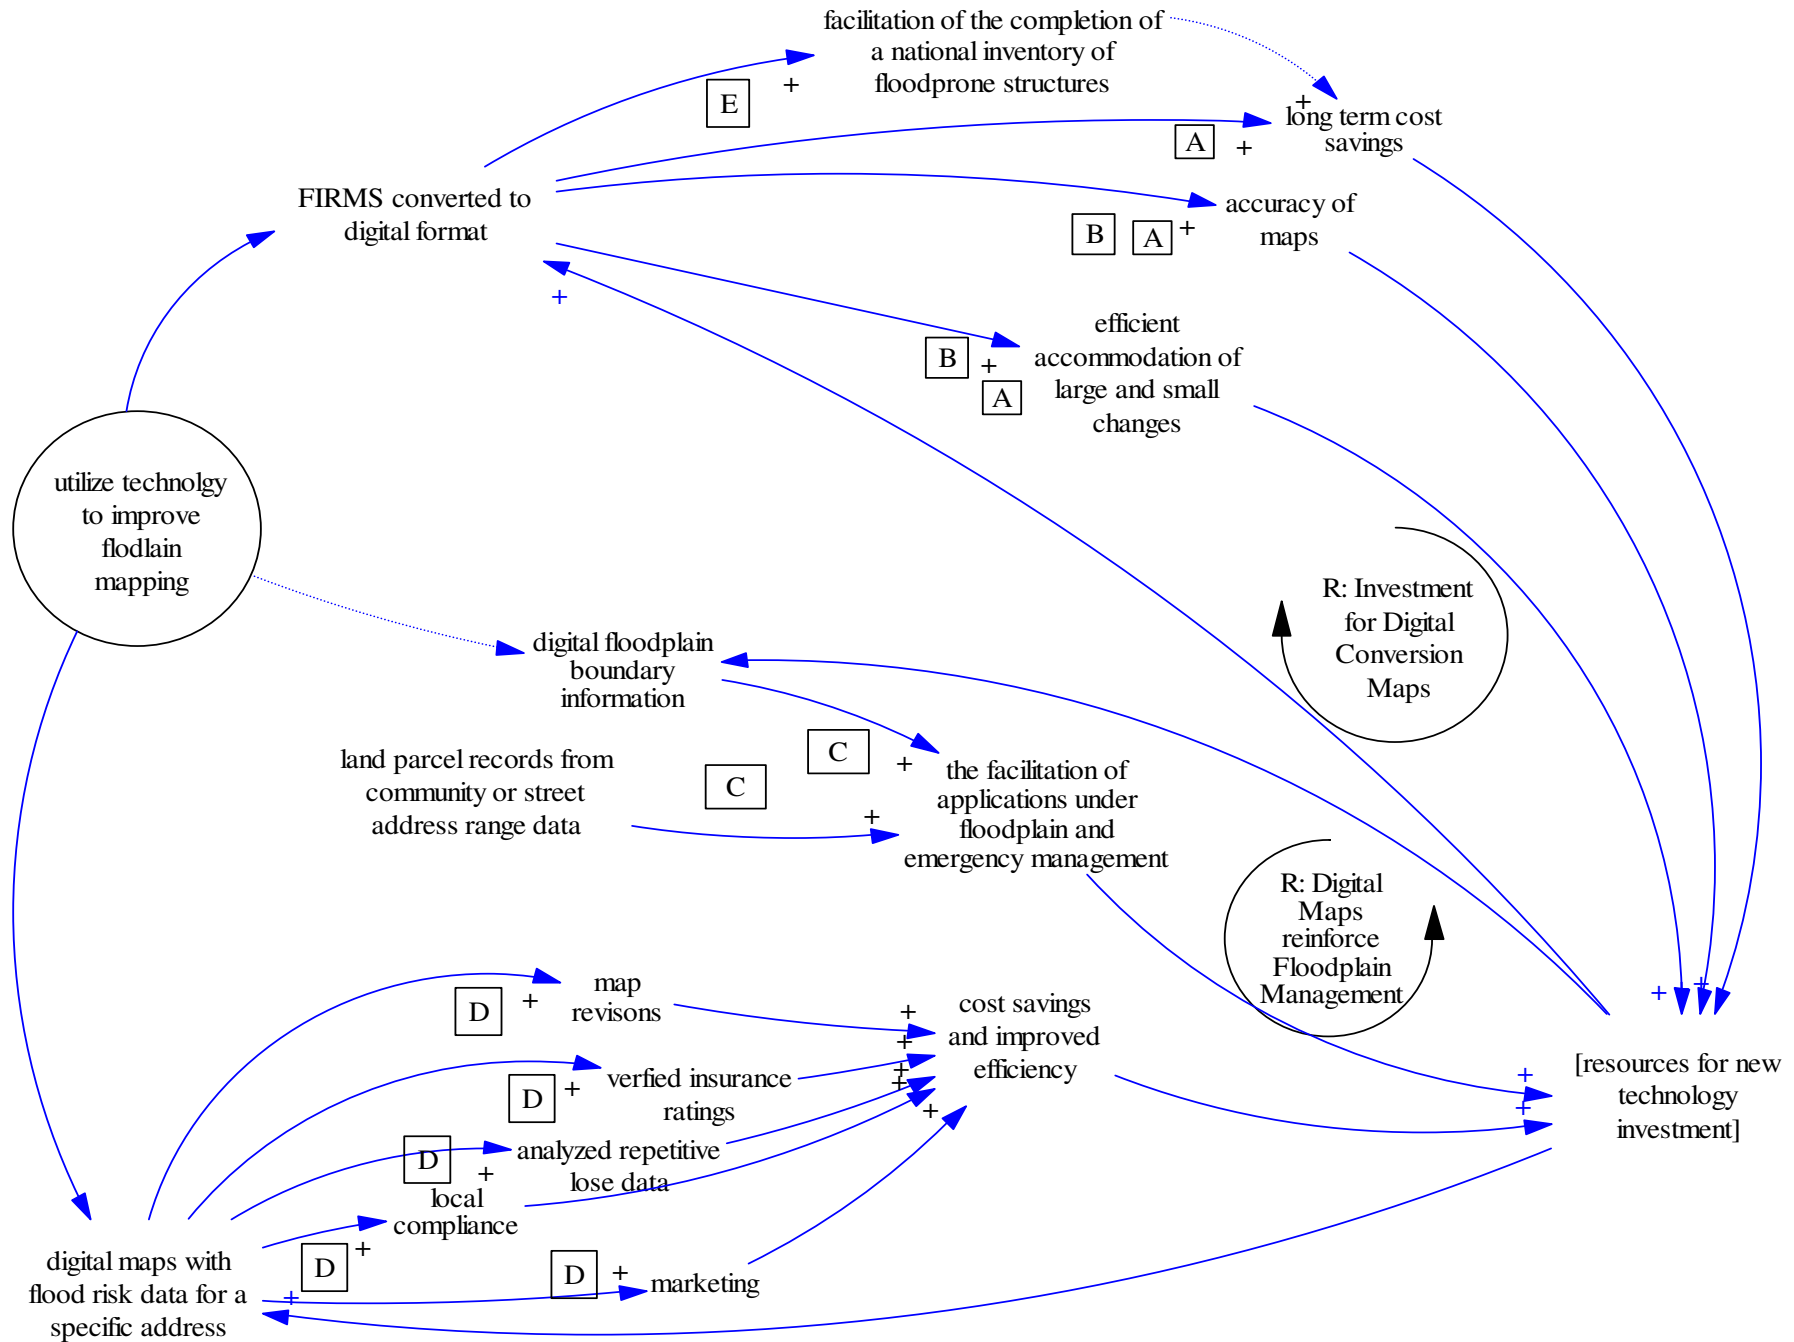 facilitation of the completion of
a national inventory of
floodprone structures
+
E
+
long term cost
savings
A
+
FIRMS converted to
digital format
accuracy of
maps
B
A
+
+
efficient
accommodation of
large and small
changes
B
+
A
utilize technolgy
to improve
flodlain
mapping
R: Investment
for Digital
Conversion
Maps
digital floodplain
boundary
information
C
+
land parcel records from
community or street
address range data
C
+
the facilitation of
applications under
floodplain and
emergency management
R: Digital
Maps
reinforce
Floodplain
Management
map
revisons
D
+
+
+
+
+
+
cost savings
and improved
efficiency
+
+
+
+
[resources for new
technology
investment]
verfied insurance
ratings
D
+
analyzed repetitive
lose data
D
+
local
compliance
D
+
digital maps with
flood risk data for a
specific address
+
D
+
marketing